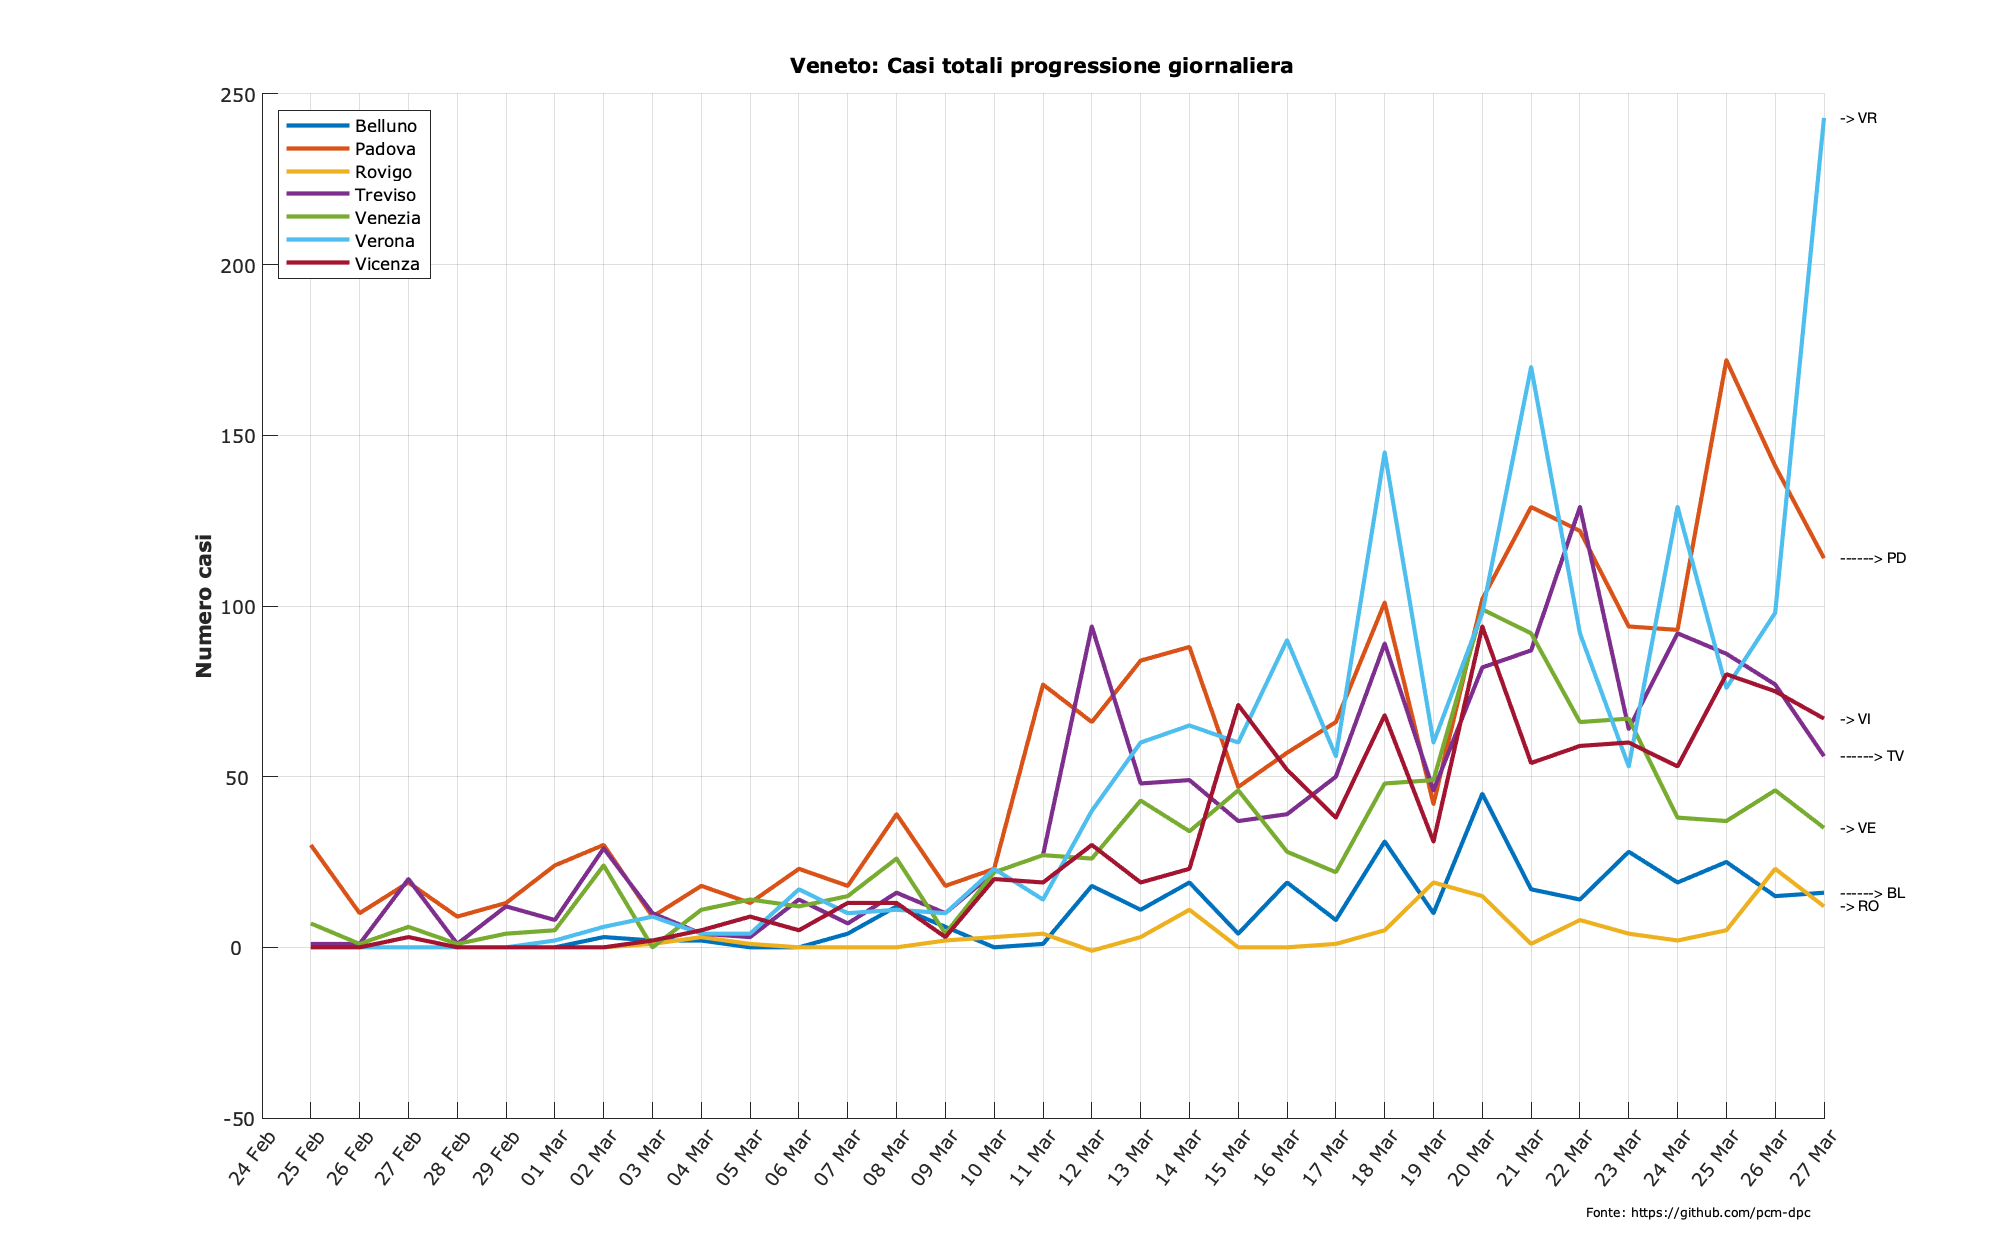 Veneto: Casi totali progressione giornaliera
250
200
150
100
50
0
-50
Numero casi
Belluno
Padova
Rovigo
Treviso
Venezia
Verona
Vicenza
-> VR
------> PD
-> VI
------> TV
-> VE
------> BL
-> RO
24 Feb
25 Feb
26 Feb
27 Feb
28 Feb
29 Feb
01 Mar
02 Mar
03 Mar
04 Mar
05 Mar
06 Mar
07 Mar
08 Mar
09 Mar
10 Mar
11 Mar
12 Mar
13 Mar
14 Mar
15 Mar
16 Mar
17 Mar
18 Mar
19 Mar
20 Mar
21 Mar
22 Mar
23 Mar
24 Mar
25 Mar
26 Mar
27 Mar
Fonte: https://github.com/pcm-dpc